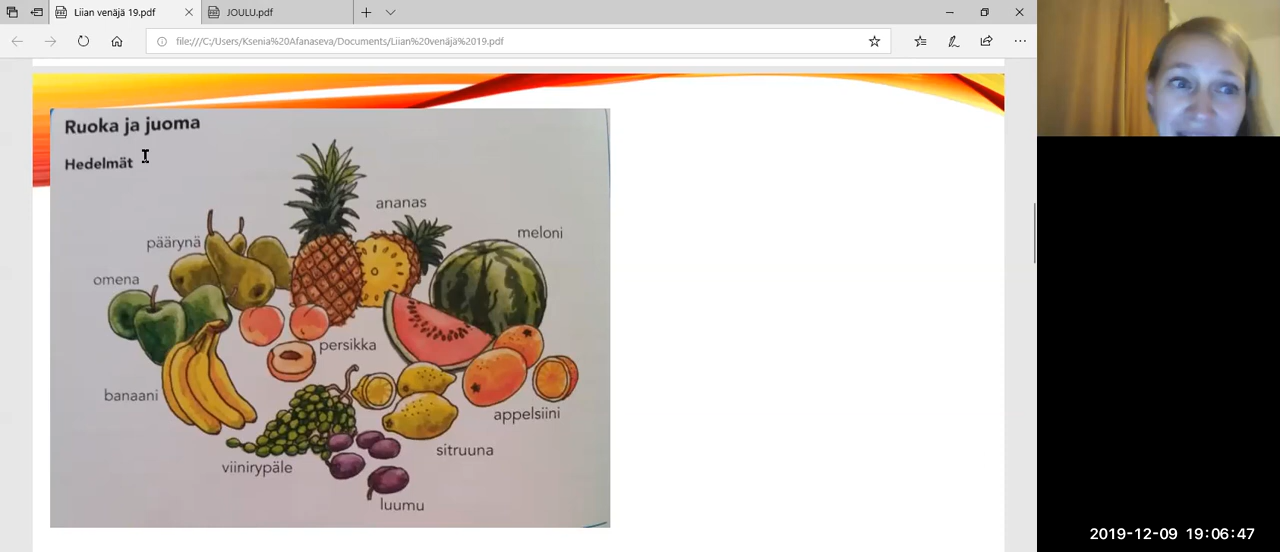 Liian venäjä 19.pdf
JOULU.pdf
file:///C:/Users/Ksenia%20Afanaseva/Documents/Liian%20venäjä%2019.pdf
Ruoka ja juoma
Hedelmät
ananas
meloni
päärynä
omena
persikka
banaani
appelsiini
sitruuna
viinirypäle
luumu
2019-12-09 19:06:47